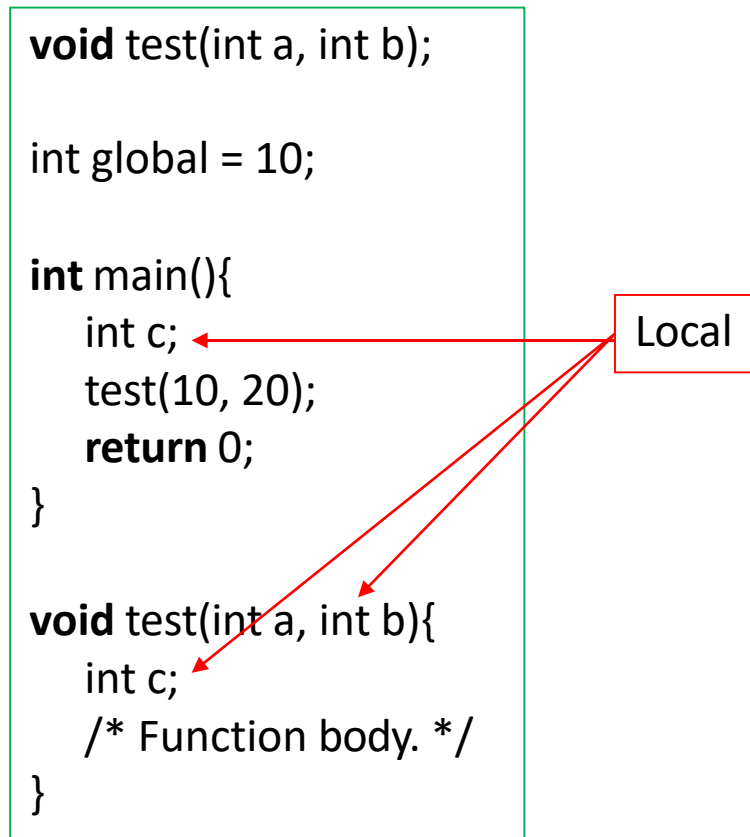 void test(int a, int b);
int global = 10;
int main(){
int c;
test(10, 20);
return 0;
}
void test(int a, int b){
int c;
/* Function body. */
}
Local